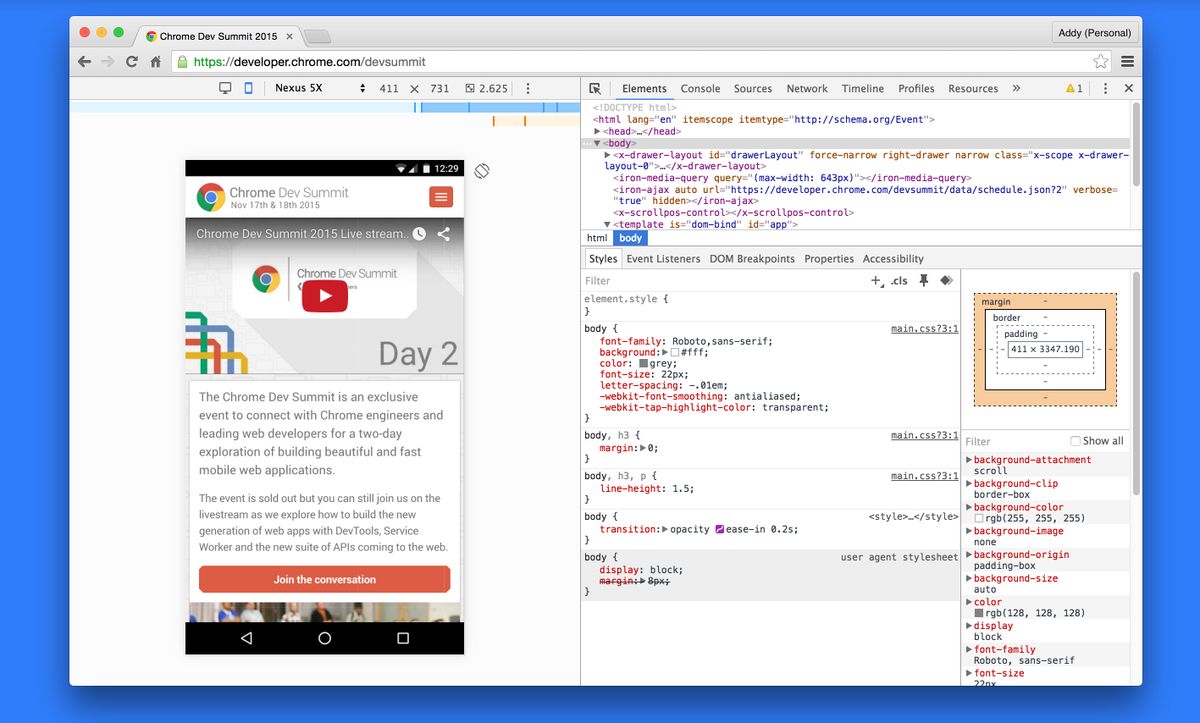 Chrome Dev Summit 2015
Addy (Personal)
https://developer.chrome.com/devsummit
Nexus 5X 411 × 731 2.625
12:29
Chrome Dev Summit
Nov 17th & 18th 2015
Chrome Dev Summit 2015 Live stream..
Chrome Dev Summit
Day 2
The Chrome Dev Summit is an exclusive
event to connect with Chrome engineers and
leading web developers for a two-day
exploration of building beautiful and fast
mobile web applications.
The event is sold out but you can still join us on the
livestream as we explore how to build the new
generation of web apps with DevTools, Service
Worker and the new suite of APIs coming to the web.
Join the conversation
Elements Console Sources Network Timeline Profiles Resources » 1
<!DOCTYPE html>
<html lang="en" itemscope itemtype="http://schema.org/Event">
<head>…</head>
<body>
<x-drawer-layout id="drawerLayout" force-narrow right-drawer narrow class="x-scope x-drawer-
layout-0">…</x-drawer-layout>
<iron-media-query query="(max-width: 643px)"></iron-media-query>
<iron-ajax auto url="https://developer.chrome.com/devsummit/data/schedule.json?2" verbose=
"true" hidden></iron-ajax>
<x-scrollpos-control></x-scrollpos-control>
<template is="dom-bind" id="app">
html body
Styles Event Listeners DOM Breakpoints Properties Accessibility
Filter .cls
element.style {
}
body { main.css?3:1
font-family: Roboto,sans-serif;
background: #fff;
color: grey;
font-size: 22px;
letter-spacing: -.01em;
-webkit-font-smoothing: antialiased;
-webkit-tap-highlight-color: transparent;
}
body, h3 { main.css?3:1
margin: 0;
}
body, h3, p { main.css?3:1
line-height: 1.5;
}
body { <style>…</style>
transition: opacity ease-in 0.2s;
}
body { user agent stylesheet
display: block;
margin: 8px;
}
margin -
border -
padding -
- - - 411 × 3347.190 - - -
-
-
-
Filter Show all
background-attachment
scroll
background-clip
border-box
background-color
rgb(255, 255, 255)
background-image
none
background-origin
padding-box
background-size
auto
color
rgb(128, 128, 128)
display
block
font-family
Roboto, sans-serif
font-size
22px